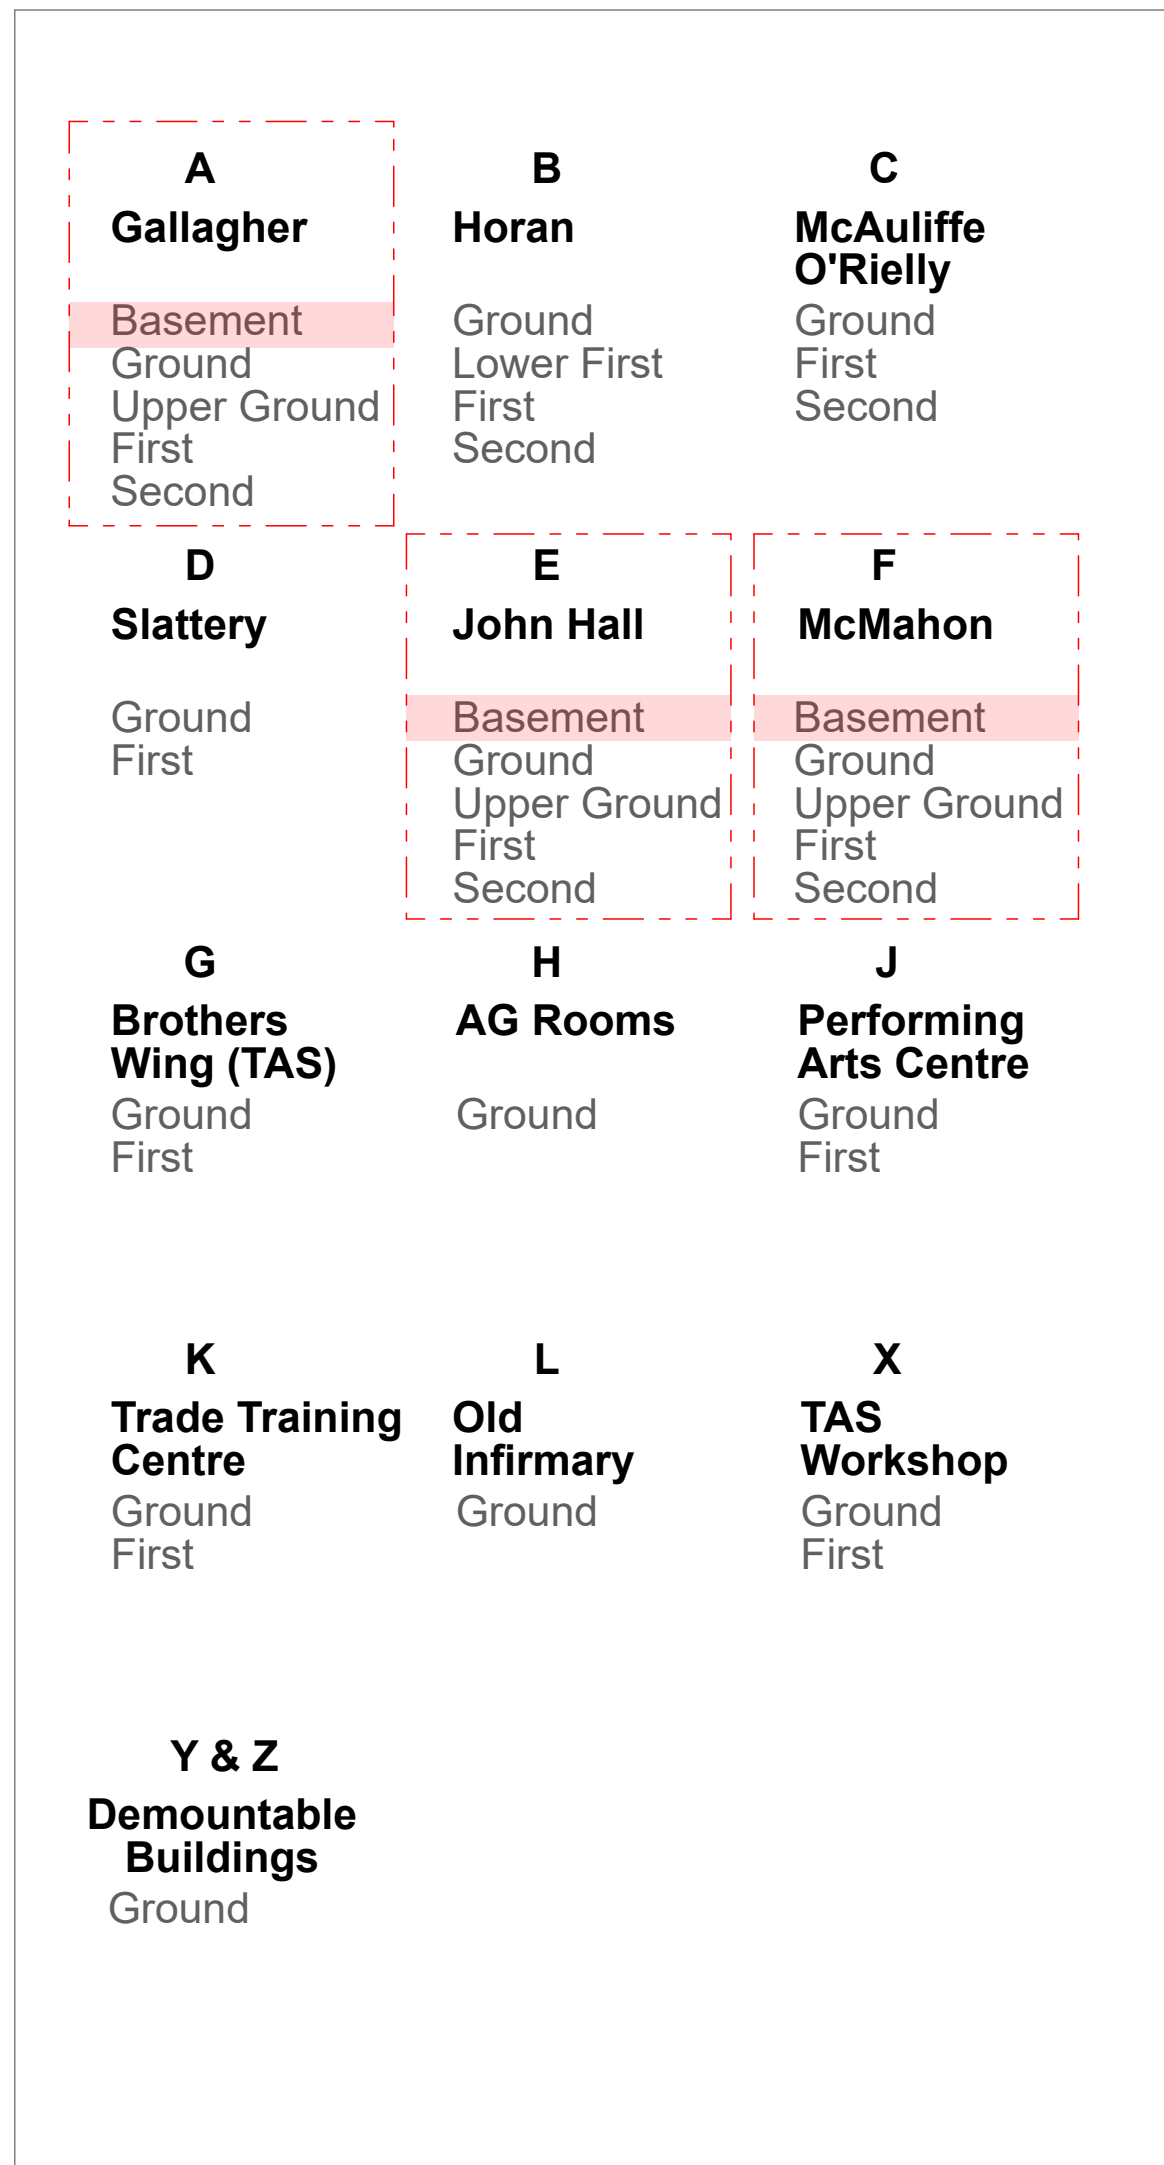 A
Gallagher
Basement
Ground
Upper Ground
First
Second
B
Horan
Ground
Lower First
First
Second
C
McAuliffe
O'Rielly
Ground
First
Second
D
Slattery
Ground
First
E
John Hall
Basement
Ground
Upper Ground
First
Second
F
McMahon
Basement
Ground
Upper Ground
First
Second
G
Brothers
Wing (TAS)
Ground
First
H
AG Rooms
Ground
J
Performing
Arts Centre
Ground
First
K
Trade Training
Centre
Ground
First
L
Old
Infirmary
Ground
X
TAS
Workshop
Ground
First
Y & Z
Demountable
Buildings
Ground